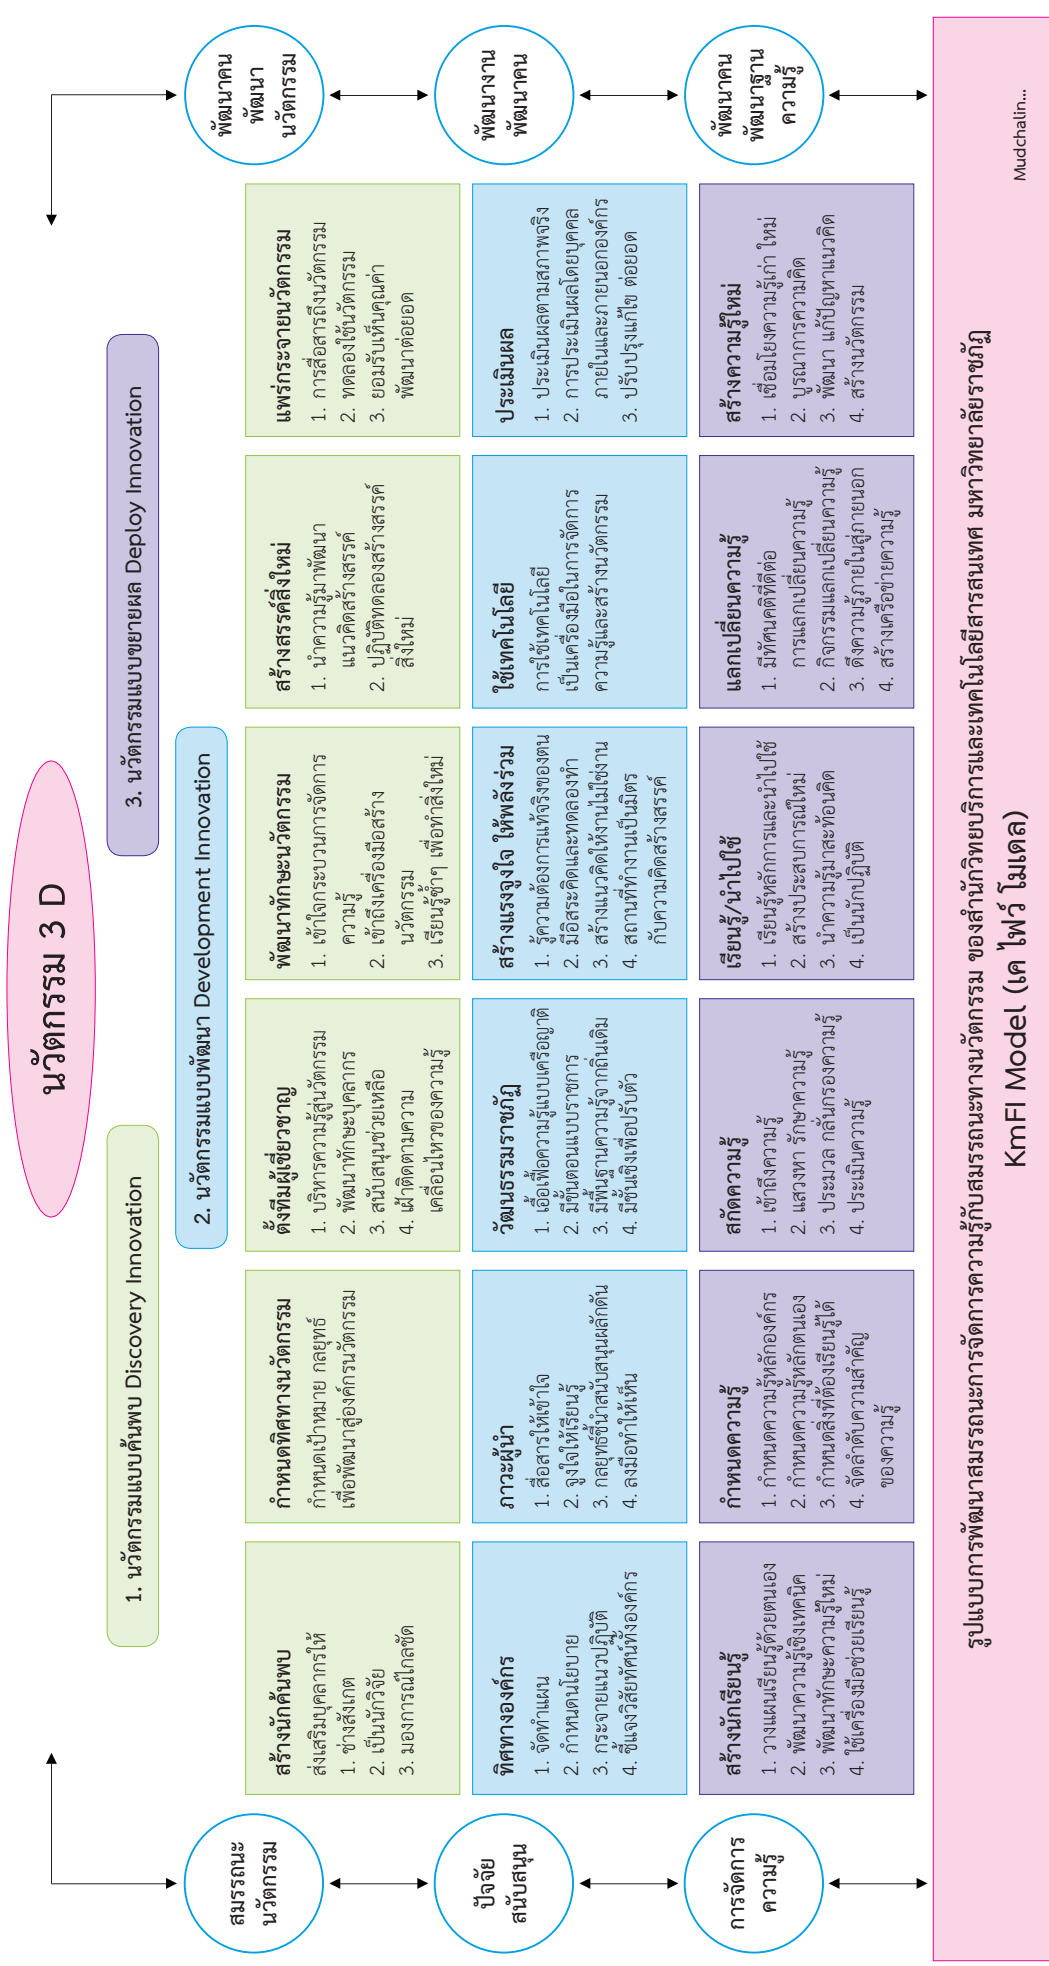 นวัตกรรม 3 D
1. นวัตกรรมแบบค้นพบ Discovery Innovation
2. นวัตกรรมแบบพัฒนา Development Innovation
3. นวัตกรรมแบบขยายผล Deploy Innovation
สมรรถนะ
นวัตกรรม
สร้างนักค้นพบ
ส่งเสริมบุคลากรให้
1. ช่างสังเกต
2. เป็นนักวิจัย
3. มองการณ์ไกลชัด
กำหนดทิศทางนวัตกรรม
กำหนดเป้าหมาย กลยุทธ์
เพื่อพัฒนาสู่องค์กรนวัตกรรม
ตั้งทีมผู้เชี่ยวชาญ
1. บริหารความรู้สู่นวัตกรรม
2. พัฒนาทักษะบุคลากร
3. สนับสนุนช่วยเหลือ
4. เฝ้าติดตามความ
เคลื่อนไหวของความรู้
พัฒนาทักษะนวัตกรรม
1. เข้าใจกระบวนการจัดการ
ความรู้
2. เข้าถึงเครื่องมือสร้าง
นวัตกรรม
3. เรียนรู้ซ้ำๆ เพื่อทำสิ่งใหม่
สร้างสรรค์สิ่งใหม่
1. นำความรู้มาพัฒนา
แนวคิดสร้างสรรค์
2. ปฏิบัติทดลองสร้างสรรค์
สิ่งใหม่
แพร่กระจายนวัตกรรม
1. การสื่อสารถึงนวัตกรรม
2. ทดลองใช้นวัตกรรม
3. ยอมรับเห็นคุณค่า
พัฒนาต่อยอด
พัฒนาคน
พัฒนา
นวัตกรรม
ปัจจัย
สนับสนุน
ทิศทางองค์กร
1. จัดทำแผน
2. กำหนดนโยบาย
3. กระจายแนวปฏิบัติ
4. ชี้แจงวิสัยทัศน์ทั้งองค์กร
ภาวะผู้นำ
1. สื่อสารให้เข้าใจ
2. จูงใจให้เรียนรู้
3. กลยุทธ์ชี้นำสนับสนุนผลักดัน
4. ลงมือทำให้เห็น
วัฒนธรรมราชภัฏ
1. เอื้อเฟื้อความรู้แบบเครือญาติ
2. มีขั้นตอนแบบราชการ
3. มีพื้นฐานความรู้จากถิ่นเดิม
4. มีชั้นเชิงเพื่อปรับตัว
สร้างแรงจูงใจ ให้พลังร่วม
1. รู้ความต้องการแท้จริงของตน
2. มีอิสระคิดและทดลองทำ
3. สร้างแนวคิดให้งานไม่ใช่งาน
4. สถานที่ทำงานเป็นมิตร
กับความคิดสร้างสรรค์
ใช้เทคโนโลยี
การใช้เทคโนโลยี
เป็นเครื่องมือในการจัดการ
ความรู้และสร้างนวัตกรรม
ประเมินผล
1. ประเมินผลตามสภาพจริง
2. การประเมินผลโดยบุคคล
ภายในและภายนอกองค์กร
3. ปรับปรุงแก้ไข ต่อยอด
พัฒนางาน
พัฒนาคน
การจัดการ
ความรู้
สร้างนักเรียนรู้
1. วางแผนเรียนรู้ด้วยตนเอง
2. พัฒนาความรู้เชิงเทคนิค
3. พัฒนาทักษะความรู้ใหม่
4. ใช้เครื่องมือช่วยเรียนรู้
กำหนดความรู้
1. กำหนดความรู้หลักองค์กร
2. กำหนดความรู้หลักตนเอง
3. กำหนดสิ่งที่ต้องเรียนรู้ได้
4. จัดลำดับความสำคัญ
ของความรู้
สกัดความรู้
1. เข้าถึงความรู้
2. แสวงหา รักษาความรู้
3. ประมวล กลั่นกรองความรู้
4. ประเมินความรู้
เรียนรู้/นำไปใช้
1. เรียนรู้หลักการและนำไปใช้
2. สร้างประสบการณ์ใหม่
3. นำความรู้มาสะท้อนคิด
4. เป็นนักปฏิบัติ
แลกเปลี่ยนความรู้
1. มีทัศนคติที่ดีต่อ
การแลกเปลี่ยนความรู้
2. กิจกรรมแลกเปลี่ยนความรู้
3. ดึงความรู้ภายในสู่ภายนอก
4. สร้างเครือข่ายความรู้
สร้างความรู้ใหม่
1. เชื่อมโยงความรู้เก่า ใหม่
2. บูรณาการความคิด
3. พัฒนา แก้ปัญหาแนวคิด
4. สร้างนวัตกรรม
พัฒนาคน
พัฒนาฐาน
ความรู้
รูปแบบการพัฒนาสมรรถนะการจัดการความรู้กับสมรรถนะทางนวัตกรรม ของสำนักวิทยบริการและเทคโนโลยีสารสนเทศ มหาวิทยาลัยราชภัฏ
KmFI Model (เค ไฟว์ โมเดล)
Mudchalin...